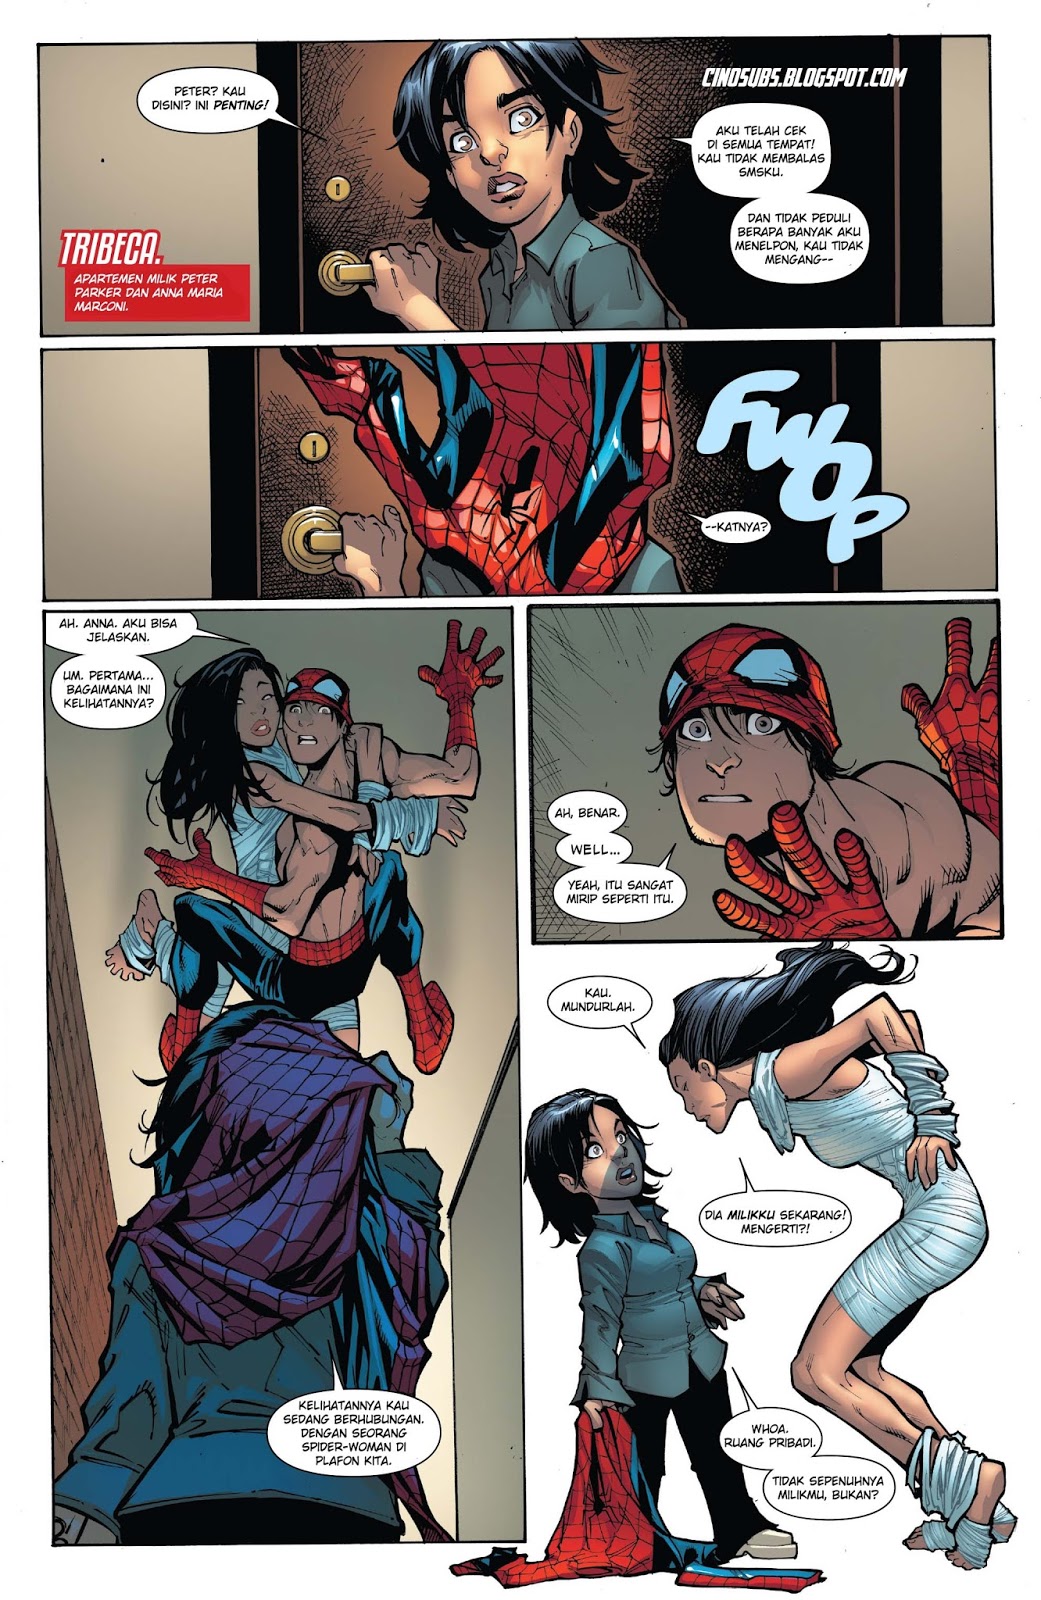 CINOSUBS.BLOGSPOT.COM
PETER? KAU
DISINI? INI PENTING!
AKU TELAH CEK
DI SEMUA TEMPAT!
KAU TIDAK MEMBALAS
SMSKU.
DAN TIDAK PEDULI
BERAPA BANYAK AKU
MENELPON, KAU TIDAK
MENGANG--
TRIBECA.
APARTEMEN MILIK PETER
PARKER DAN ANNA MARIA
MARCONI.
FWOP
--KATNYA?
AH. ANNA. AKU BISA
JELASKAN.
UM. PERTAMA...
BAGAIMANA INI
KELIHATANNYA?
KELIHATANNYA KAU
SEDANG BERHUBUNGAN.
DENGAN SEORANG
SPIDER-WOMAN DI
PLAFON KITA.
AH, BENAR.
WELL...
YEAH, ITU SANGAT
MIRIP SEPERTI ITU.
KAU.
MUNDURLAH.
DIA MILIKKU SEKARANG!
MENGERTI?!
WHOA.
RUANG PRIBADI.
TIDAK SEPENUHNYA
MILIKMU, BUKAN?